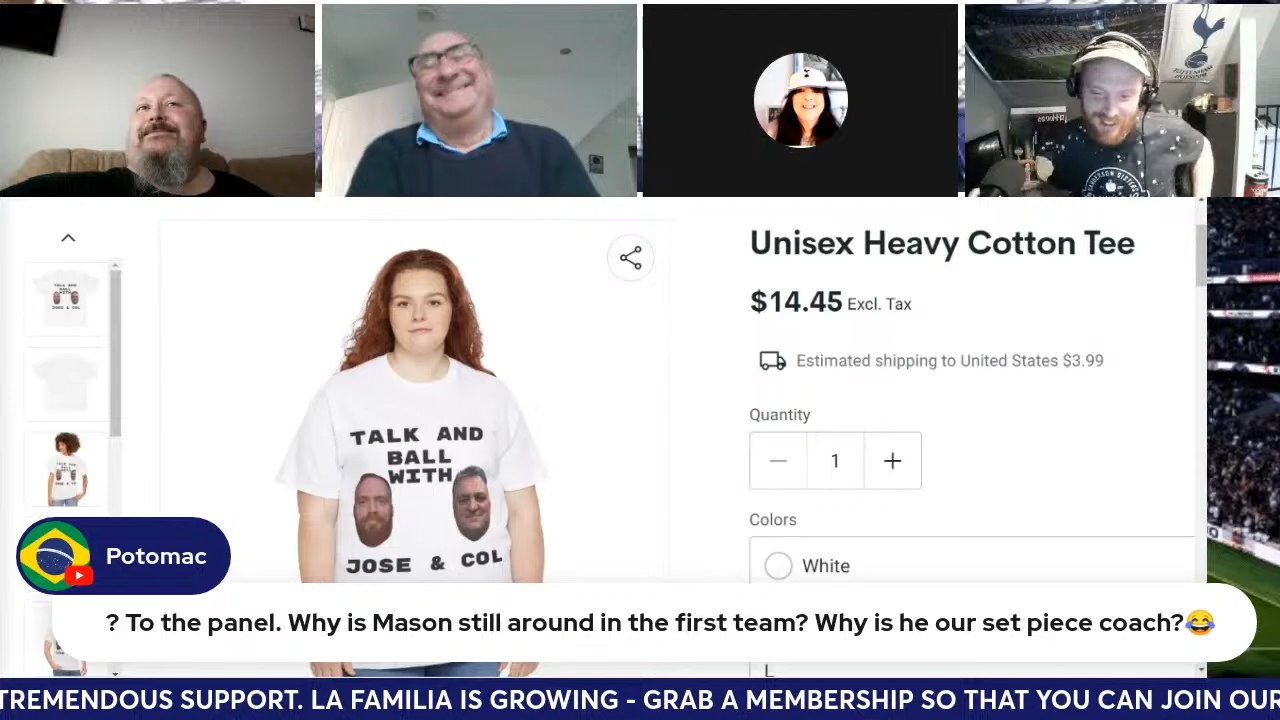 TOTTENHAM
HOTSPUR
Unisex Heavy Cotton Tee
$14.45 Excl. Tax
Estimated shipping to United States $3.99
Quantity
1
TALK AND
BALL
WITH
JOSE & COL
Colors
White
Potomac
? To the panel. Why is Mason still around in the first team? Why is he our set piece coach?😂
L
TREMENDOUS SUPPORT. LA FAMILIA IS GROWING - GRAB A MEMBERSHIP SO THAT YOU CAN JOIN OUR